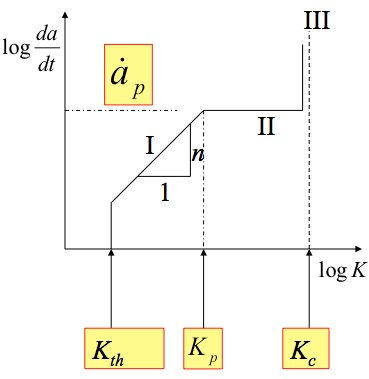 III
log da/dt
ȧ_p
I
n
II
1
log K
K_th
K_p
K_c